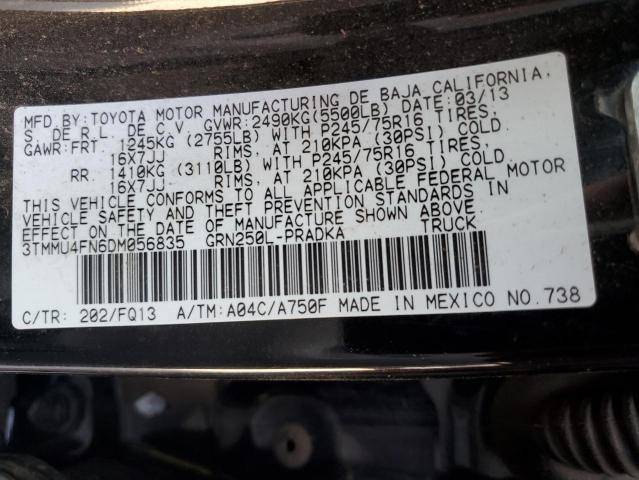 MFD.BY:TOYOTA MOTOR MANUFACTURING DE BAJA CALIFORNIA,
S. DE R.L. DE C.V. GVWR:2490KG(5500LB) DATE:03/13
GAWR:FRT. 1245KG (2755LB) WITH P245/75R16 TIRES,
16X7JJ RIMS, AT 210KPA (30PSI) COLD.
RR. 1410KG (3110LB) WITH P245/75R16 TIRES,
16X7JJ RIMS, AT 210KPA (30PSI) COLD.
THIS VEHICLE CONFORMS TO ALL APPLICABLE FEDERAL MOTOR
VEHICLE SAFETY AND THEFT PREVENTION STANDARDS IN
EFFECT ON THE DATE OF MANUFACTURE SHOWN ABOVE.
3TMMU4FN6DM056835 GRN250L-PRADKA TRUCK
C/TR: 202/FQ13 A/TM:A04C/A750F MADE IN MEXICO NO.738